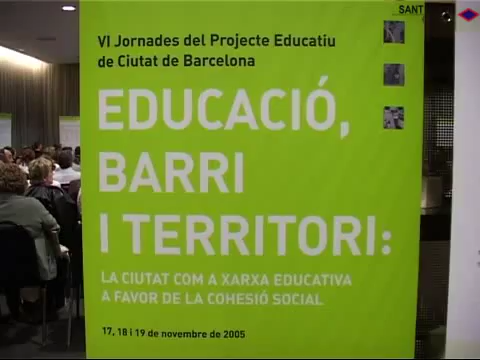 SANT
VI Jornades del Projecte Educatiu
de Ciutat de Barcelona
EDUCACIÓ,
BARRI
I TERRITORI:
LA CIUTAT COM A XARXA EDUCATIVA
A FAVOR DE LA COHESIÓ SOCIAL
17, 18 i 19 de novembre de 2005